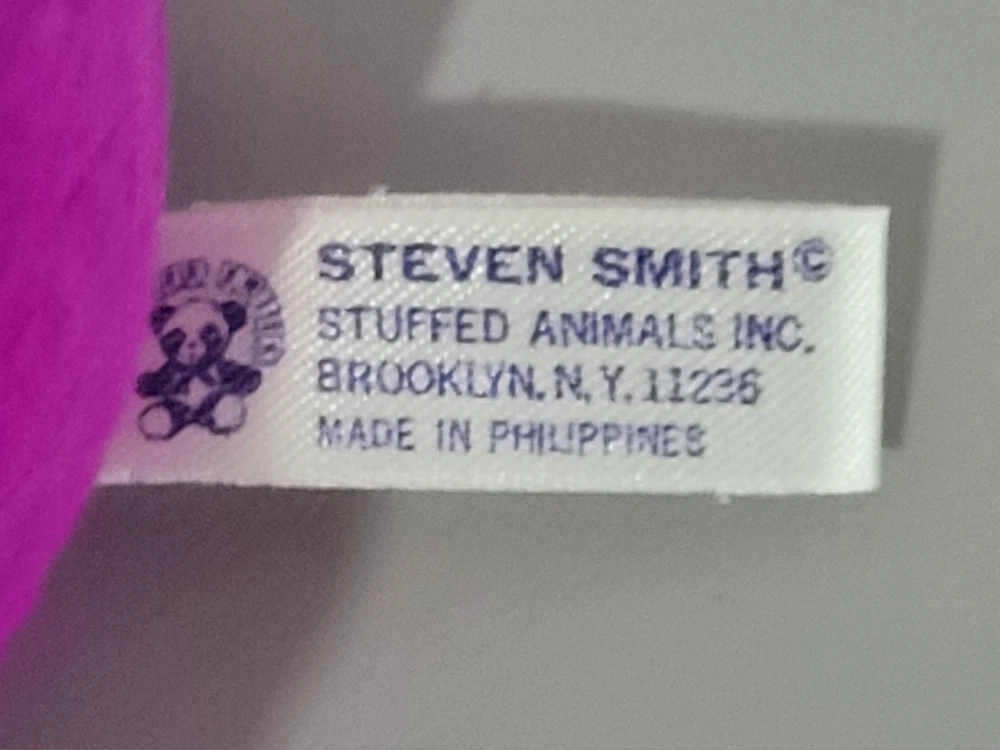 STEVEN SMITH©
STUFFED ANIMALS INC.
BROOKLYN, N.Y. 11236
MADE IN PHILIPPINES